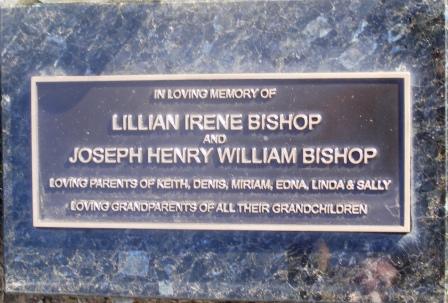 IN LOVING MEMORY OF
LILLIAN IRENE BISHOP
AND
JOSEPH HENRY WILLIAM BISHOP
LOVING PARENTS OF KEITH, DENIS, MIRIAM, EDNA, LINDA & SALLY
LOVING GRANDPARENTS OF ALL THEIR GRANDCHILDREN